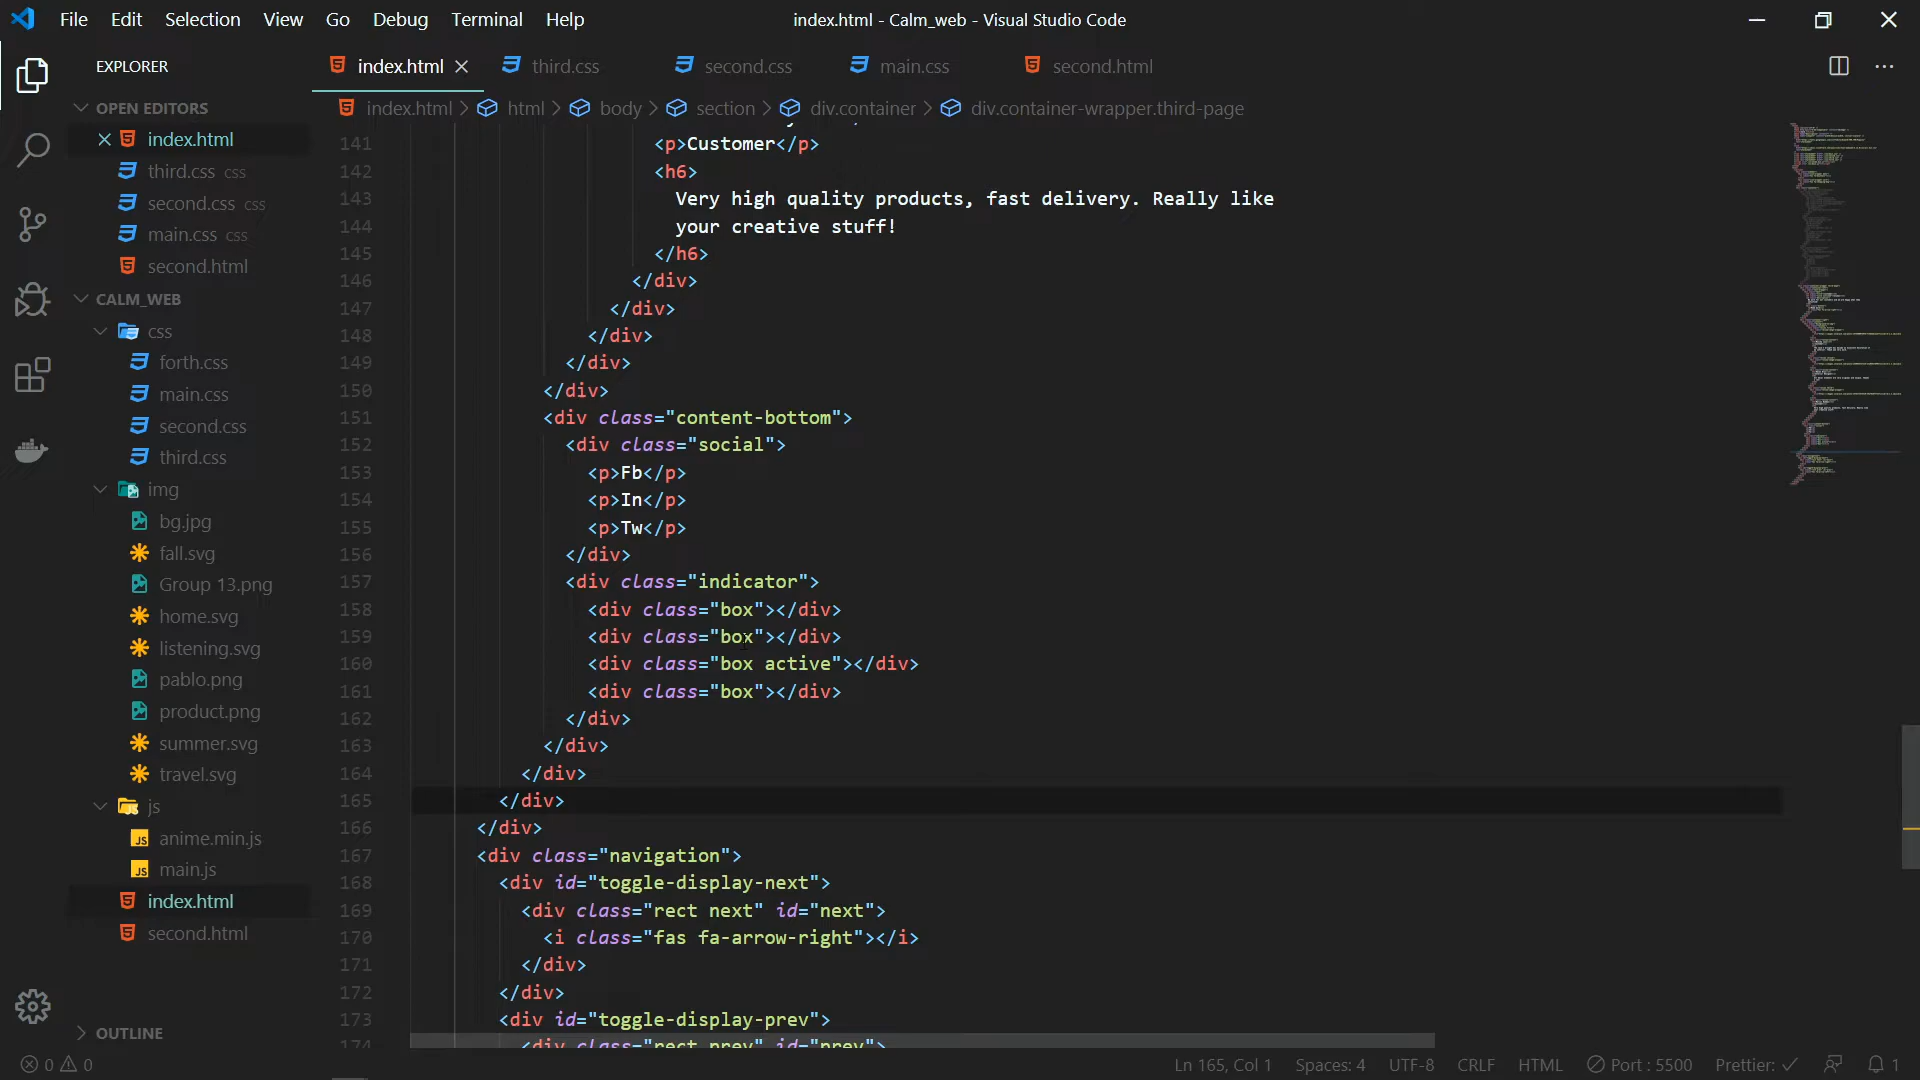 File Edit Selection View Go Debug Terminal Help
index.html - Calm_web - Visual Studio Code
EXPLORER
OPEN EDITORS
index.html
third.css css
second.css css
main.css css
second.html
CALM_WEB
css
forth.css
main.css
second.css
third.css
img
bg.jpg
fall.svg
Group 13.png
home.svg
listening.svg
pablo.png
product.png
summer.svg
travel.svg
js
JS anime.min.js
JS main.js
index.html
second.html
OUTLINE
index.html third.css second.css main.css second.html
index.html > html > body > section > div.container > div.container-wrapper.third-page
141 <p>Customer</p>
142 <h6>
143 Very high quality products, fast delivery. Really like
144 your creative stuff!
145 </h6>
146 </div>
147 </div>
148 </div>
149 </div>
150 </div>
151 <div class="content-bottom">
152 <div class="social">
153 <p>Fb</p>
154 <p>In</p>
155 <p>Tw</p>
156 </div>
157 <div class="indicator">
158 <div class="box"></div>
159 <div class="box"></div>
160 <div class="box active"></div>
161 <div class="box"></div>
162 </div>
163 </div>
164 </div>
165 </div>
166 </div>
167 <div class="navigation">
168 <div id="toggle-display-next">
169 <div class="rect next" id="next">
170 <i class="fas fa-arrow-right"></i>
171 </div>
172 </div>
173 <div id="toggle-display-prev">
174 <div class="rect prev" id="prev">
0 0
Ln 165, Col 1 Spaces: 4 UTF-8 CRLF HTML Port : 5500 Prettier: ✓ 1